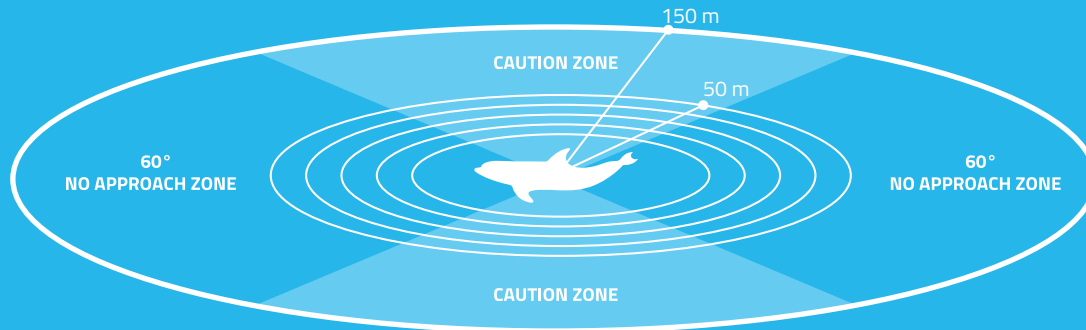 150 m
CAUTION ZONE
50 m
60°
NO APPROACH ZONE
60°
NO APPROACH ZONE
CAUTION ZONE